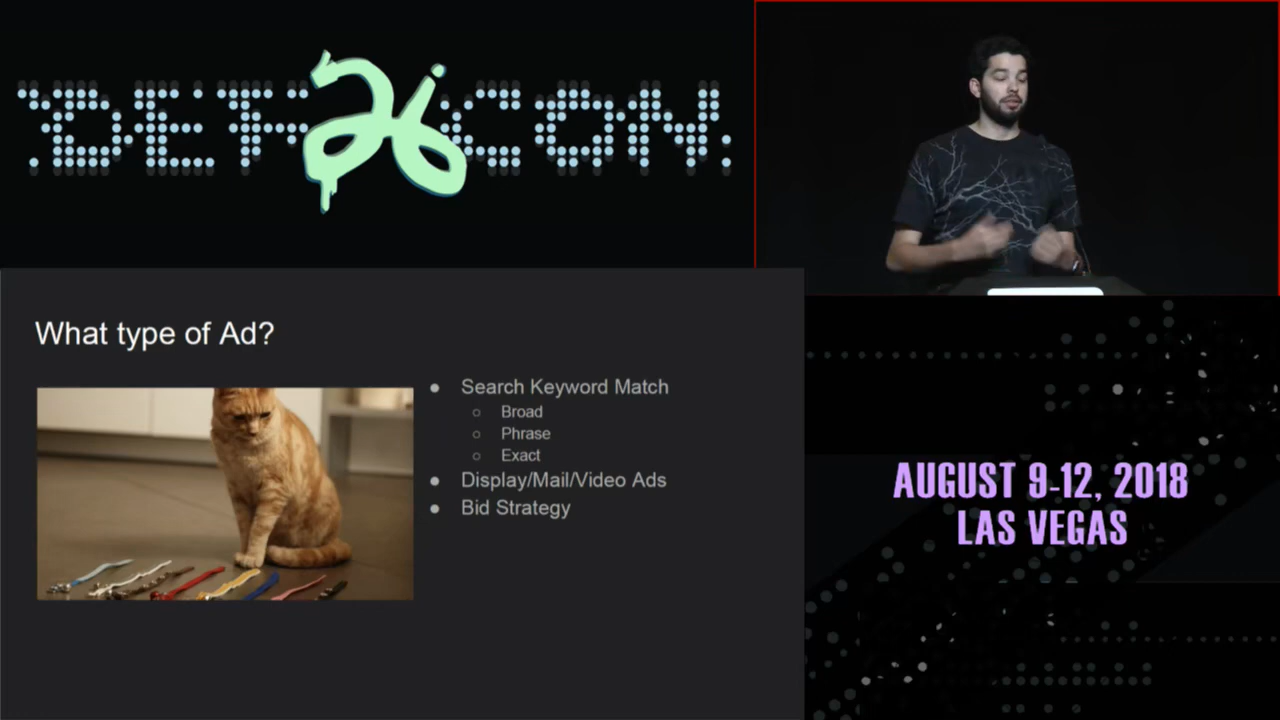 DEF CON
26
What type of Ad?
Search Keyword Match
Broad
Phrase
Exact
Display/Mail/Video Ads
Bid Strategy
AUGUST 9-12, 2018
LAS VEGAS